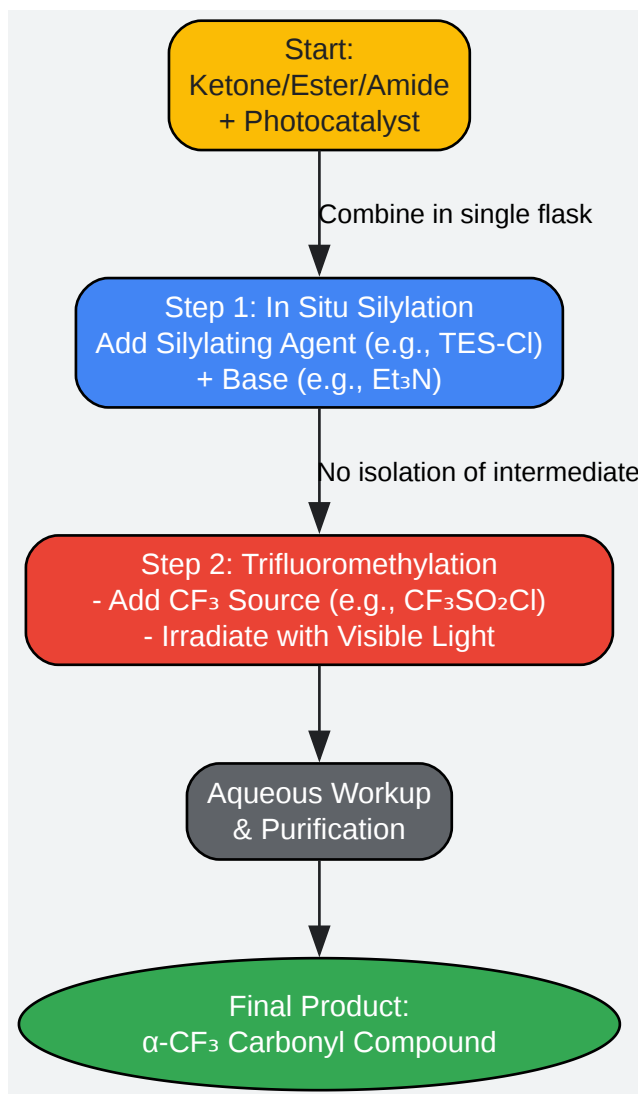 Start:
Ketone/Ester/Amide
+ Photocatalyst
Combine in single flask
Step 1: In Situ Silylation
Add Silylating Agent (e.g., TES-Cl)
+ Base (e.g., Et₃N)
No isolation of intermediate
Step 2: Trifluoromethylation
- Add CF₃ Source (e.g., CF₃SO₂Cl)
- Irradiate with Visible Light
Aqueous Workup
& Purification
Final Product:
α-CF₃ Carbonyl Compound